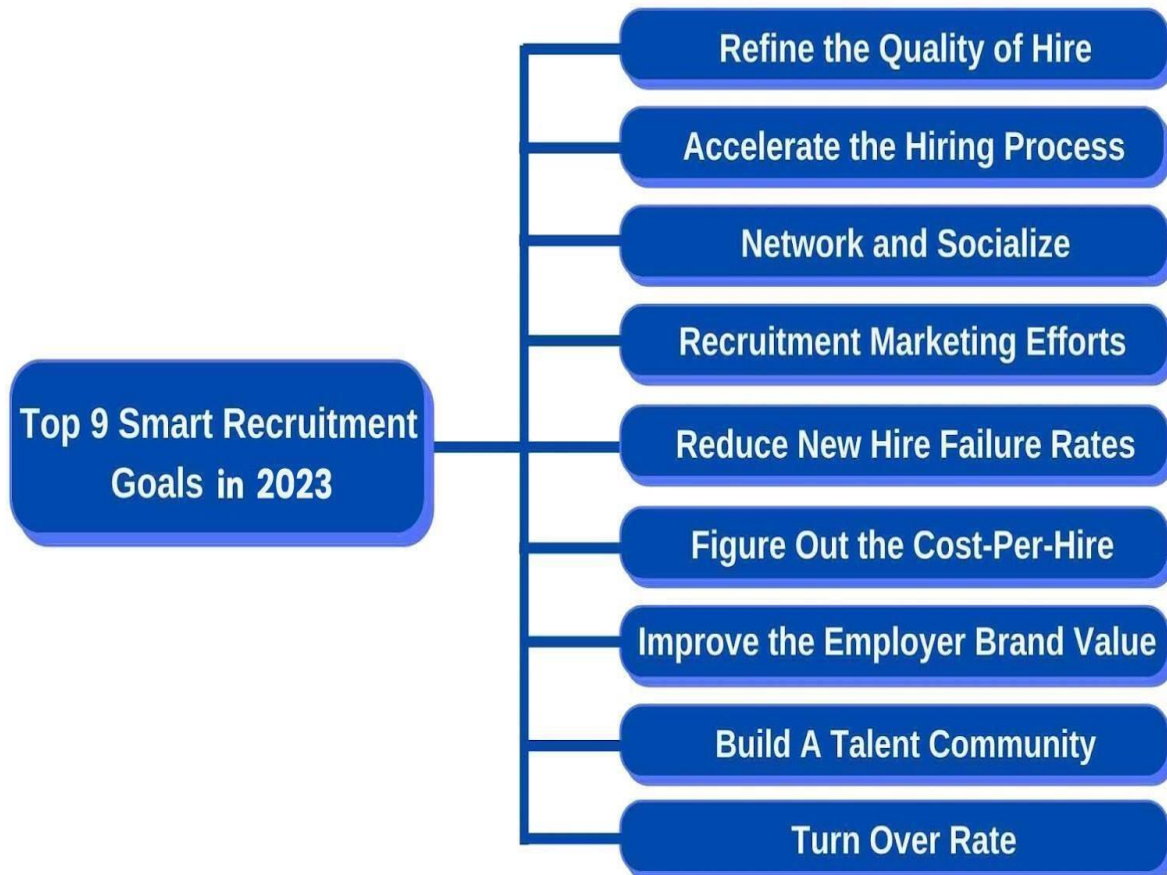 Top 9 Smart Recruitment
Goals in 2023
Refine the Quality of Hire
Accelerate the Hiring Process
Network and Socialize
Recruitment Marketing Efforts
Reduce New Hire Failure Rates
Figure Out the Cost-Per-Hire
Improve the Employer Brand Value
Build A Talent Community
Turn Over Rate